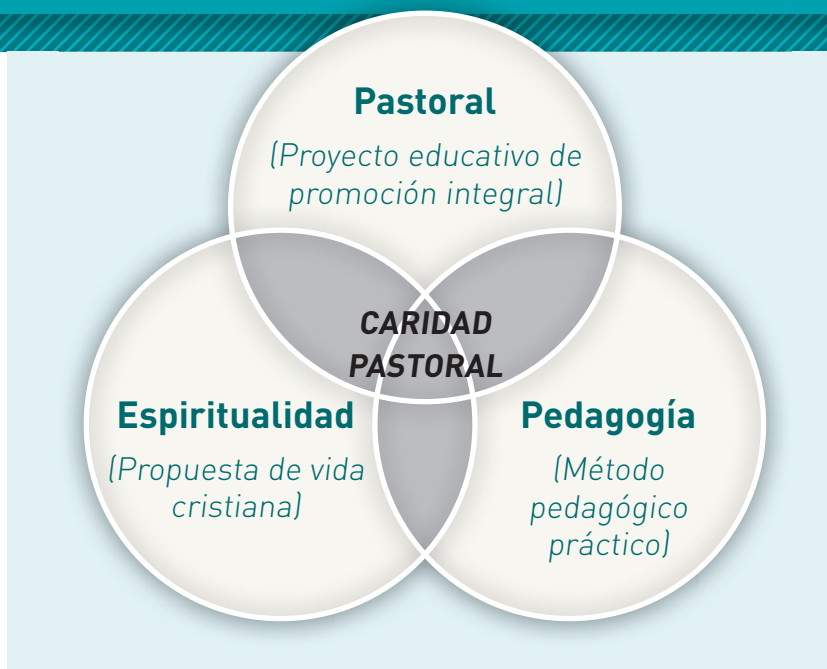 Pastoral
(Proyecto educativo de
promoción integral)
CARIDAD
PASTORAL
Espiritualidad
(Propuesta de vida
cristiana)
Pedagogía
(Método
pedagógico
práctico)